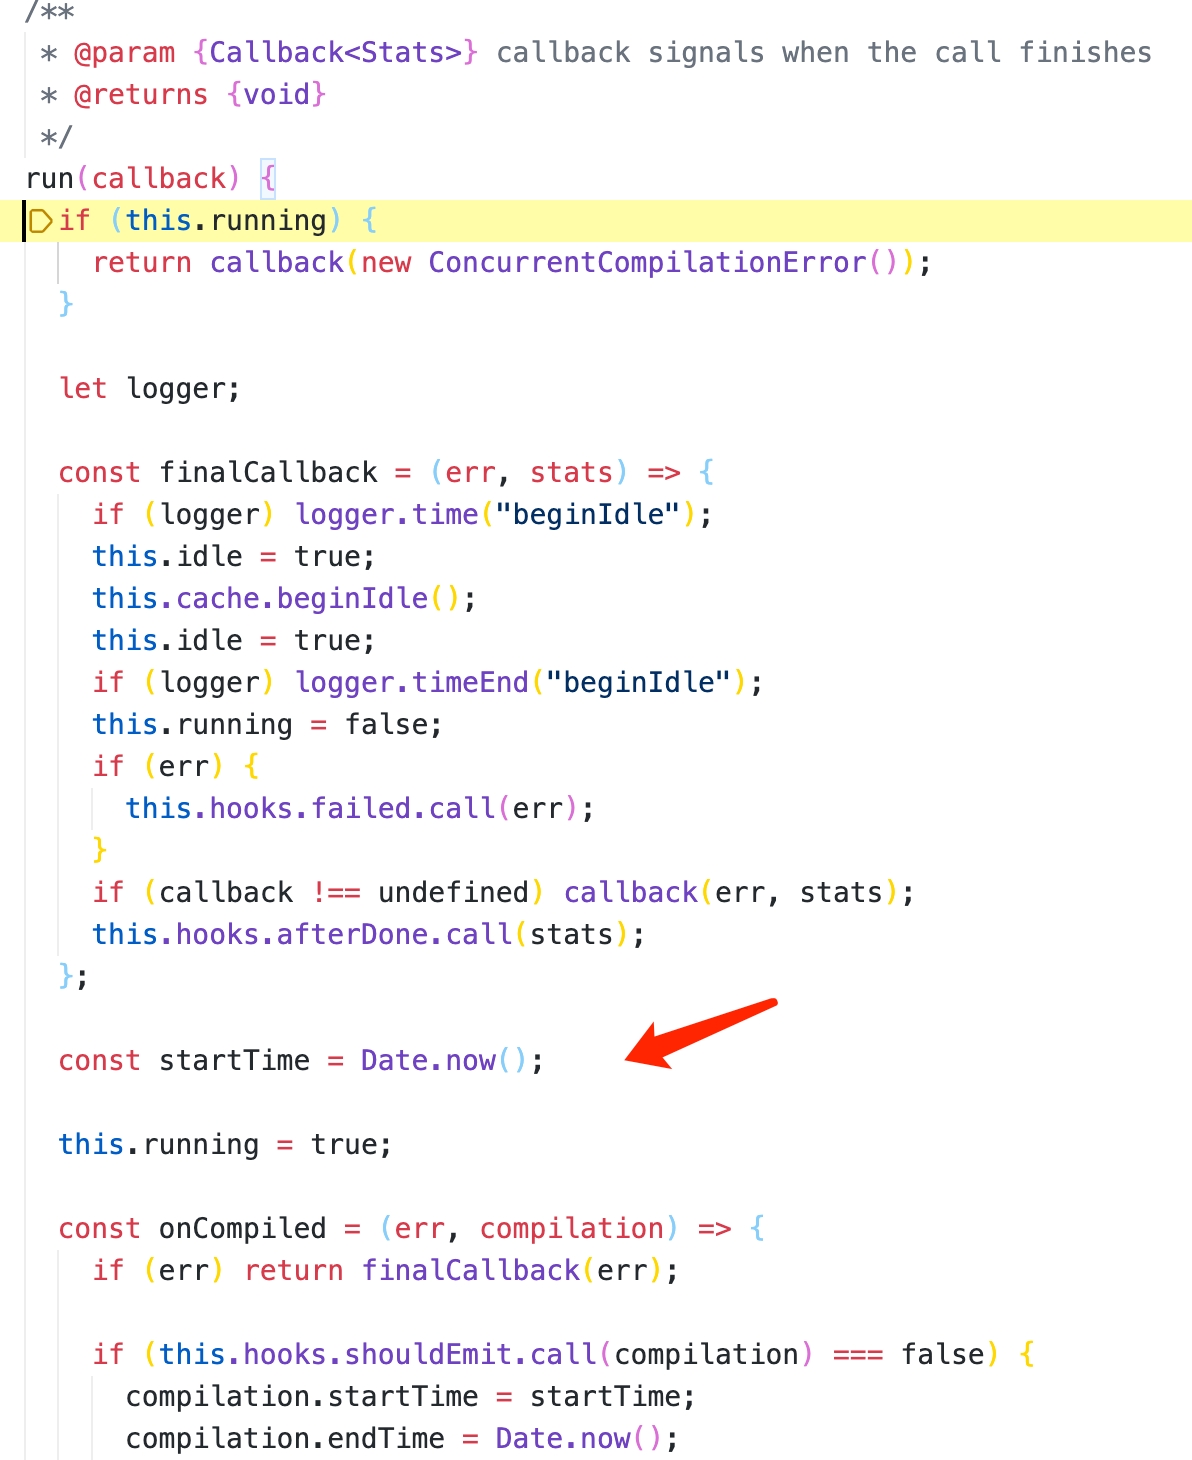 /**
* @param {Callback<Stats>} callback signals when the call finishes
* @returns {void}
*/
run(callback) {
if (this.running) {
return callback(new ConcurrentCompilationError());
}
let logger;
const finalCallback = (err, stats) => {
if (logger) logger.time("beginIdle");
this.idle = true;
this.cache.beginIdle();
this.idle = true;
if (logger) logger.timeEnd("beginIdle");
this.running = false;
if (err) {
this.hooks.failed.call(err);
}
if (callback !== undefined) callback(err, stats);
this.hooks.afterDone.call(stats);
};
const startTime = Date.now();
this.running = true;
const onCompiled = (err, compilation) => {
if (err) return finalCallback(err);
if (this.hooks.shouldEmit.call(compilation) === false) {
compilation.startTime = startTime;
compilation.endTime = Date.now();